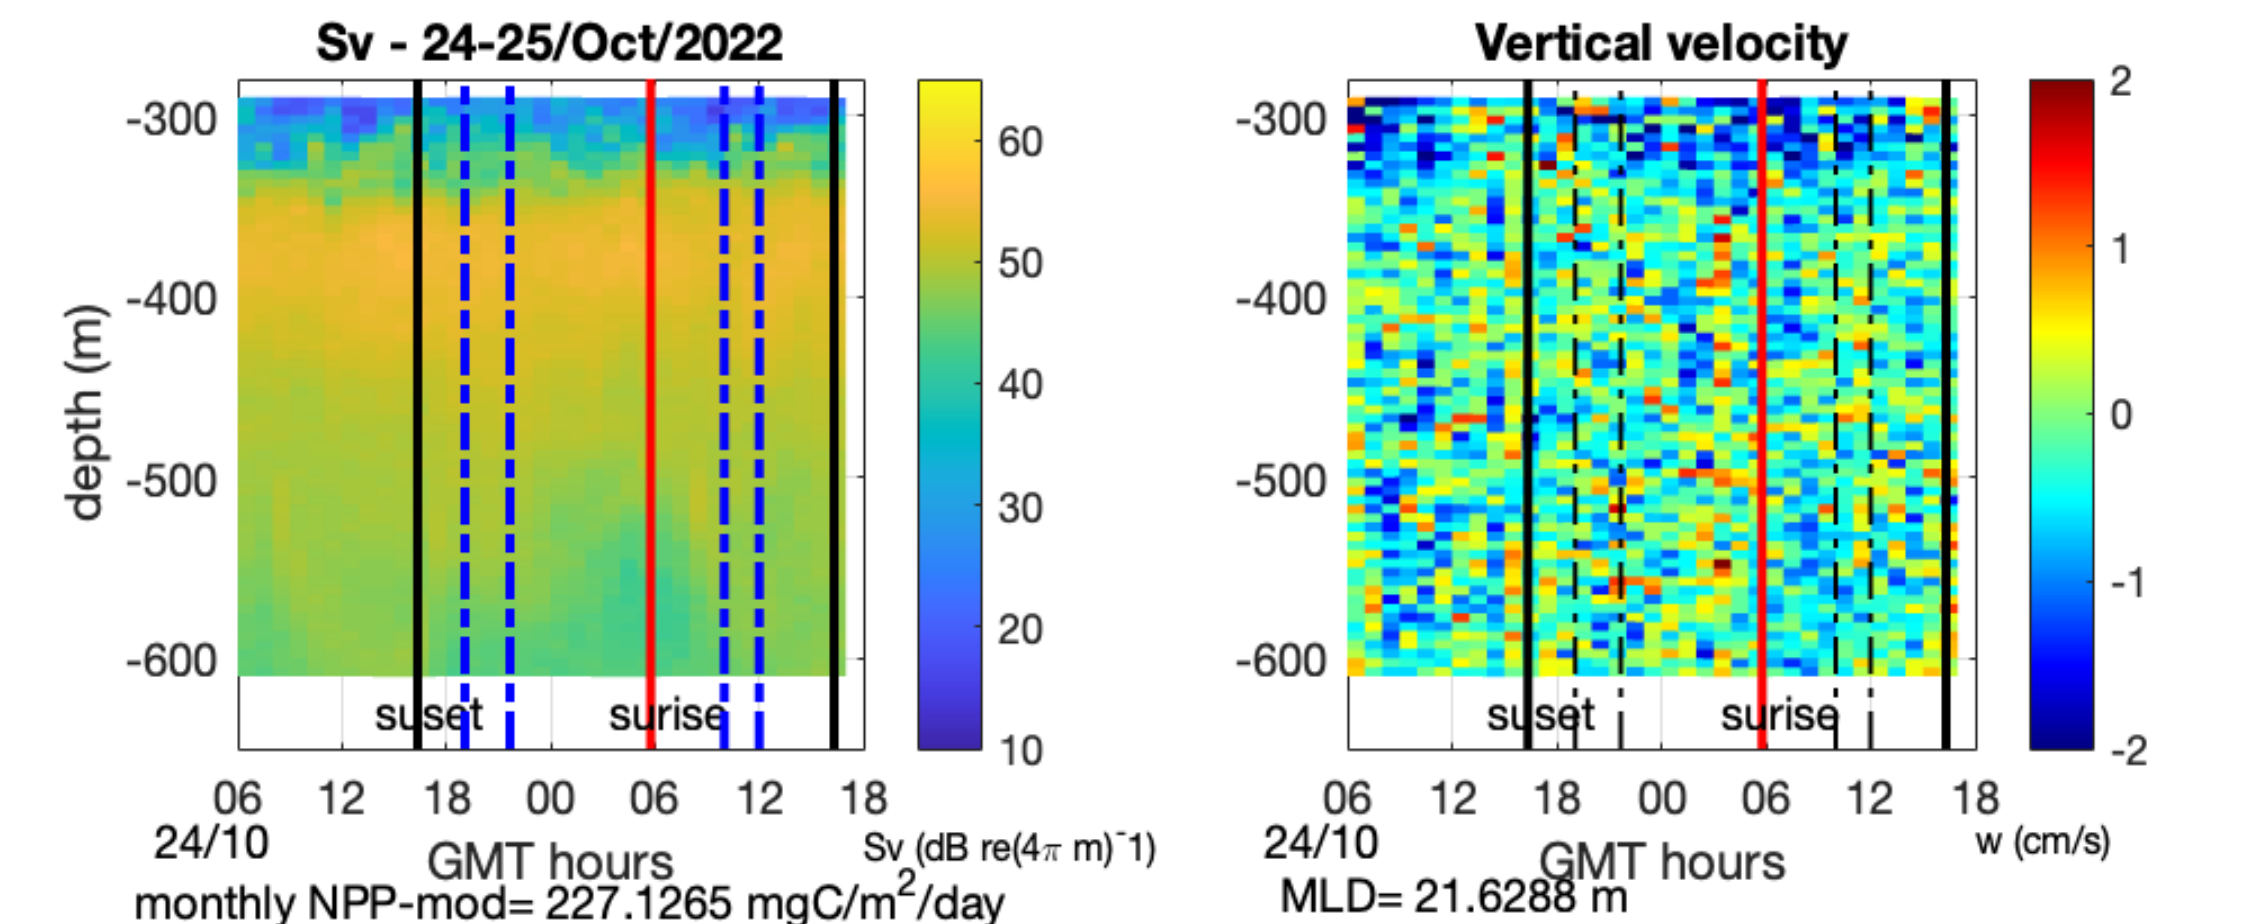 Sv - 24-25/Oct/2022
-300
-400
-500
-600
depth (m)
suset
surise
06 12 18 00 06 12 18
24/10
GMT hours
monthly NPP-mod= 227.1265 mgC/m²/day
60
50
40
30
20
10
Sv (dB re(4π m)⁻1)
Vertical velocity
-300
-400
-500
-600
suset
surise
06 12 18 00 06 12 18
24/10
GMT hours
MLD= 21.6288 m
2
1
0
-1
-2
w (cm/s)